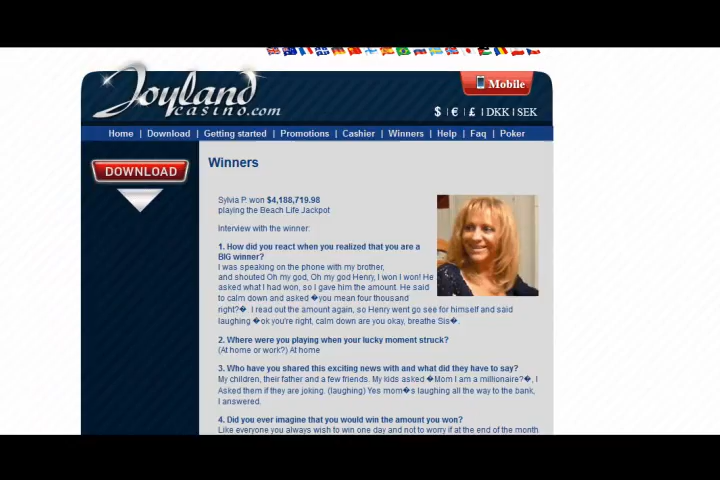 Joyland
casino.com
Mobile
$ | € | £ | DKK | SEK
Home | Download | Getting started | Promotions | Cashier | Winners | Help | Faq | Poker
DOWNLOAD
Winners
Sylvia P. won $4,188,719.98
playing the Beach Life Jackpot
Interview with the winner:
1. How did you react when you realized that you are a
BIG winner?
I was speaking on the phone with my brother,
and shouted Oh my god, Oh my god Henry, I won I won! He
asked what I had won, so I gave him the amount. He said
to calm down and asked �you mean four thousand
right?�. I read out the amount again, so Henry went go see for himself and said
laughing �ok you're right, calm down are you okay, breathe Sis�.
2. Where were you playing when your lucky moment struck?
(At home or work?) At home
3. Who have you shared this exciting news with and what did they have to say?
My children, their father and a few friends. My kids asked �Mom I am a millionaire?�, I
Asked them if they are joking. (laughing) Yes mom�s laughing all the way to the bank,
I answered.
4. Did you ever imagine that you would win the amount you won?
Like everyone you always wish to win one day and not to worry if at the end of the month